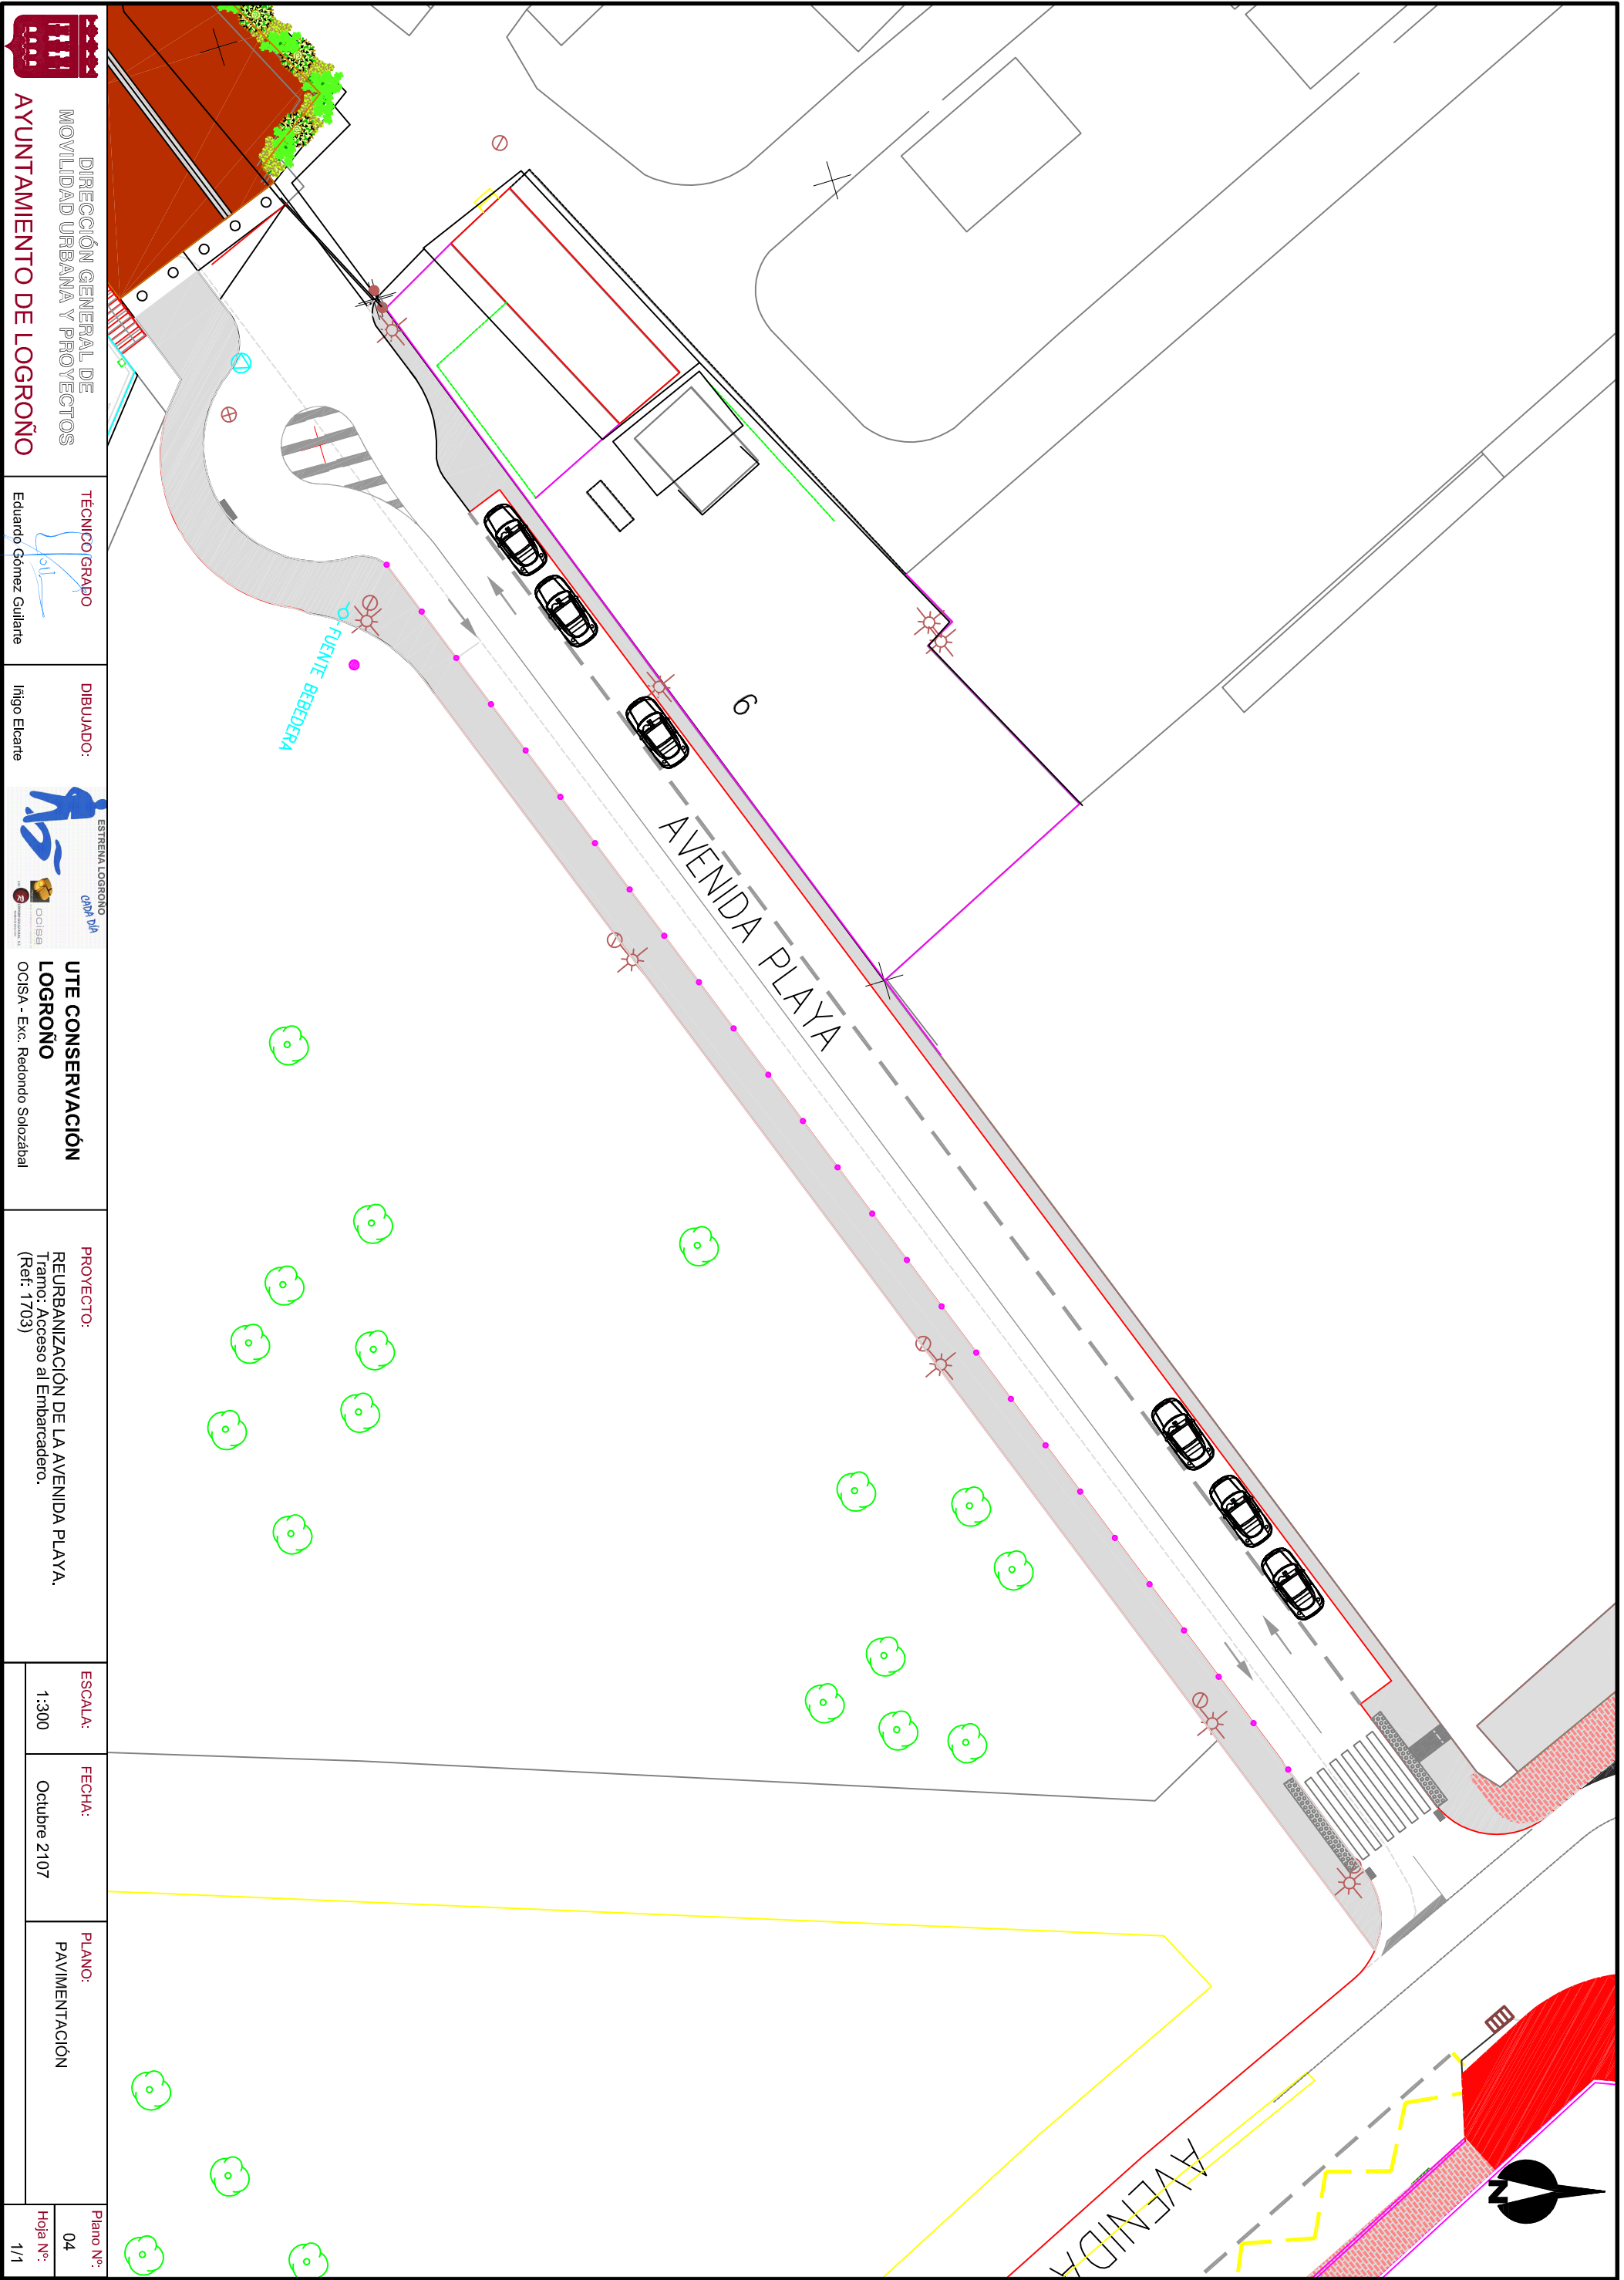 6
AVENIDA PLAYA
FUENTE BEBEDERA
AVENIDA
N
DIRECCIÓN GENERAL DE
MOVILIDAD URBANA Y PROYECTOS
AYUNTAMIENTO DE LOGROÑO
TÉCNICO GRADO
Eduardo Gómez Guilarte
DIBUJADO:
Iñigo Elcarte
ESTRENA LOGROÑO
CADA DÍA
ocisa
UTE CONSERVACIÓN
LOGROÑO
OCISA - Exc. Redondo Solozábal
PROYECTO:
REURBANIZACIÓN DE LA AVENIDA PLAYA.
Tramo: Acceso al Embarcadero.
(Ref: 1703)
ESCALA:
1:300
FECHA:
Octubre 2107
PLANO:
PAVIMENTACIÓN
Plano Nº:
04
Hoja Nº:
1/1